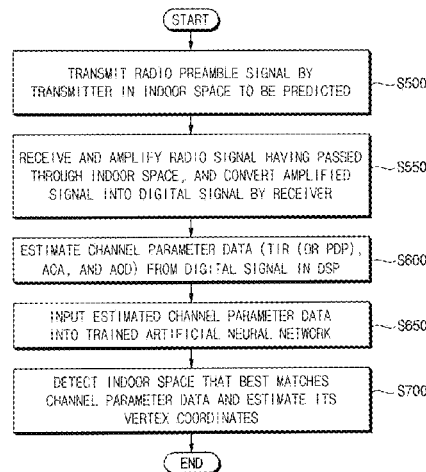 START
TRANSMIT RADIO PREAMBLE SIGNAL BY
TRANSMITTER IN INDOOR SPACE TO BE PREDICTED
S500
RECEIVE AND AMPLIFY RADIO SIGNAL HAVING PASSED
THROUGH INDOOR SPACE, AND CONVERT AMPLIFIED
SIGNAL INTO DIGITAL SIGNAL BY RECEIVER
S550
ESTIMATE CHANNEL PARAMETER DATA (TIR (OR PDP),
AOA, AND AOD) FROM DIGITAL SIGNAL IN DSP
S600
INPUT ESTIMATED CHANNEL PARAMETER DATA
INTO TRAINED ARTIFICIAL NEURAL NETWORK
S650
DETECT INDOOR SPACE THAT BEST MATCHES
CHANNEL PARAMETER DATA AND ESTIMATE ITS
VERTEX COORDINATES
S700
END